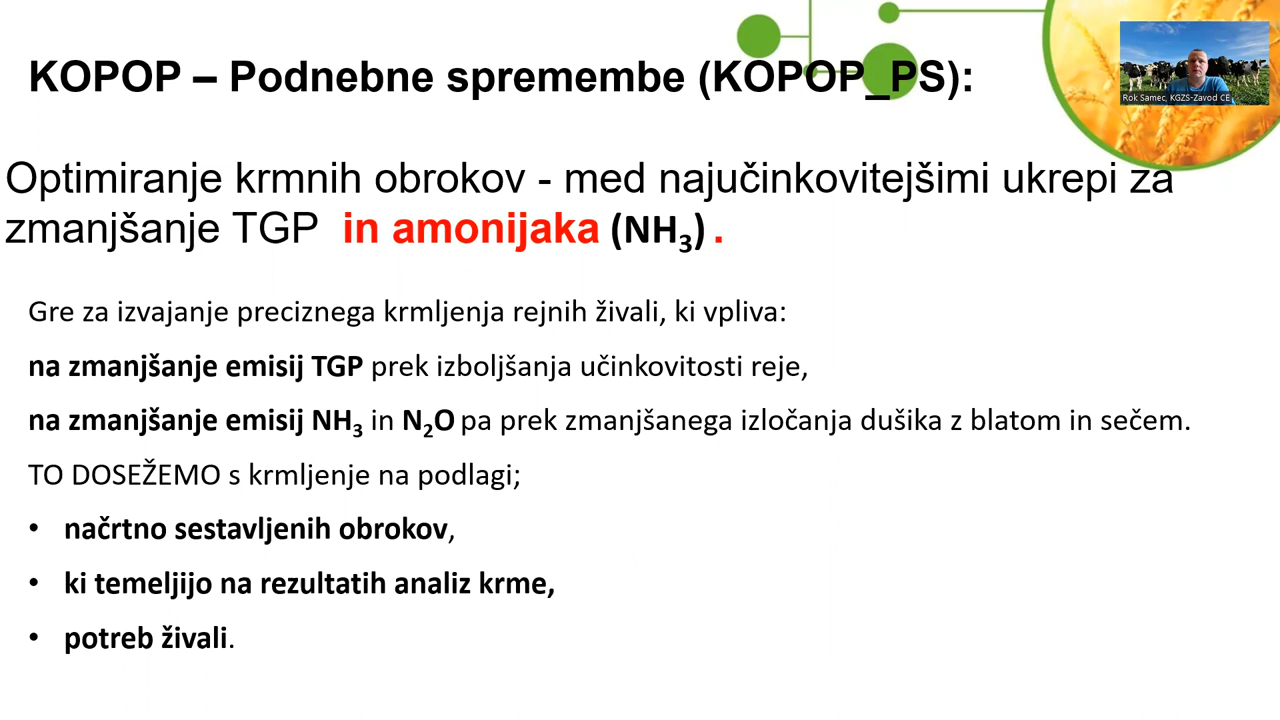 KOPOP – Podnebne spremembe (KOPOP_PS):
Rok Samec, KGZS-Zavod CE
Optimiranje krmnih obrokov - med najučinkovitejšimi ukrepi za
zmanjšanje TGP in amonijaka (NH₃) .
Gre za izvajanje preciznega krmljenja rejnih živali, ki vpliva:
na zmanjšanje emisij TGP prek izboljšanja učinkovitosti reje,
na zmanjšanje emisij NH₃ in N₂O pa prek zmanjšanega izločanja dušika z blatom in sečem.
TO DOSEŽEMO s krmljenje na podlagi;
• načrtno sestavljenih obrokov,
• ki temeljijo na rezultatih analiz krme,
• potreb živali.